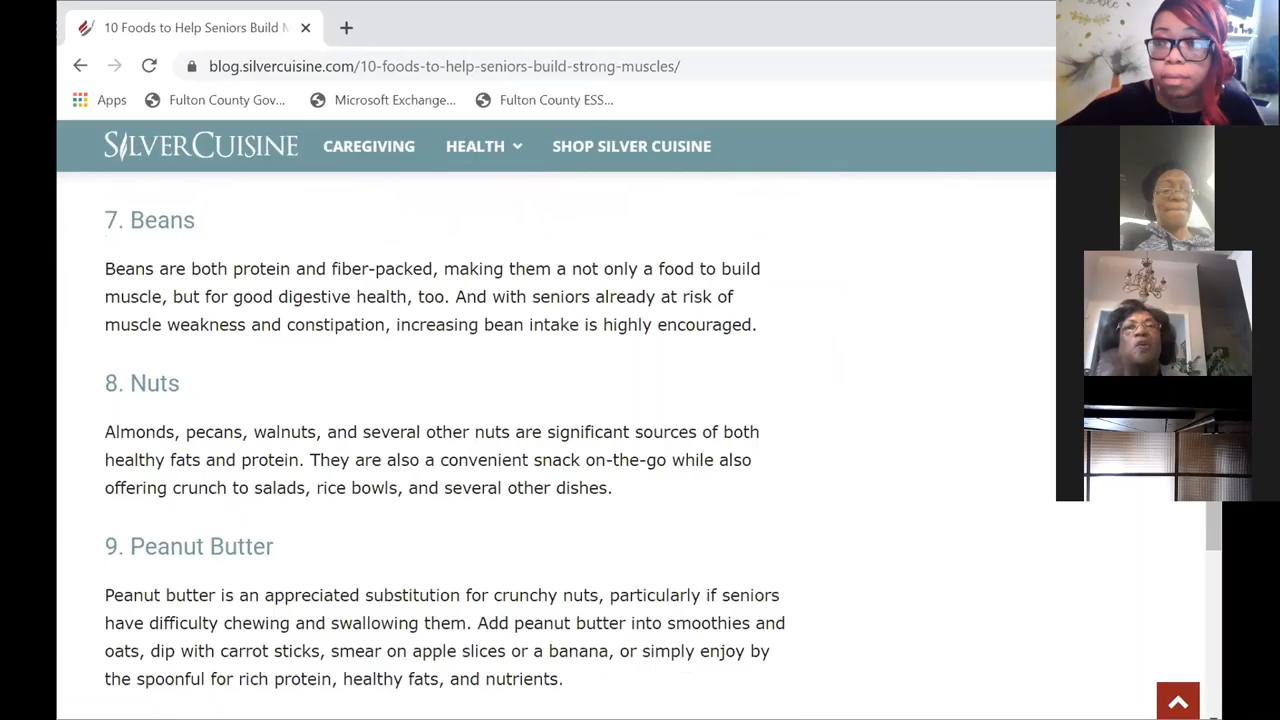 10 Foods to Help Seniors Build M
blog.silvercuisine.com/10-foods-to-help-seniors-build-strong-muscles/
Apps Fulton County Gov... Microsoft Exchange... Fulton County ESS...
SILVERCUISINE CAREGIVING HEALTH SHOP SILVER CUISINE
7. Beans
Beans are both protein and fiber-packed, making them a not only a food to build
muscle, but for good digestive health, too. And with seniors already at risk of
muscle weakness and constipation, increasing bean intake is highly encouraged.
8. Nuts
Almonds, pecans, walnuts, and several other nuts are significant sources of both
healthy fats and protein. They are also a convenient snack on-the-go while also
offering crunch to salads, rice bowls, and several other dishes.
9. Peanut Butter
Peanut butter is an appreciated substitution for crunchy nuts, particularly if seniors
have difficulty chewing and swallowing them. Add peanut butter into smoothies and
oats, dip with carrot sticks, smear on apple slices or a banana, or simply enjoy by
the spoonful for rich protein, healthy fats, and nutrients.